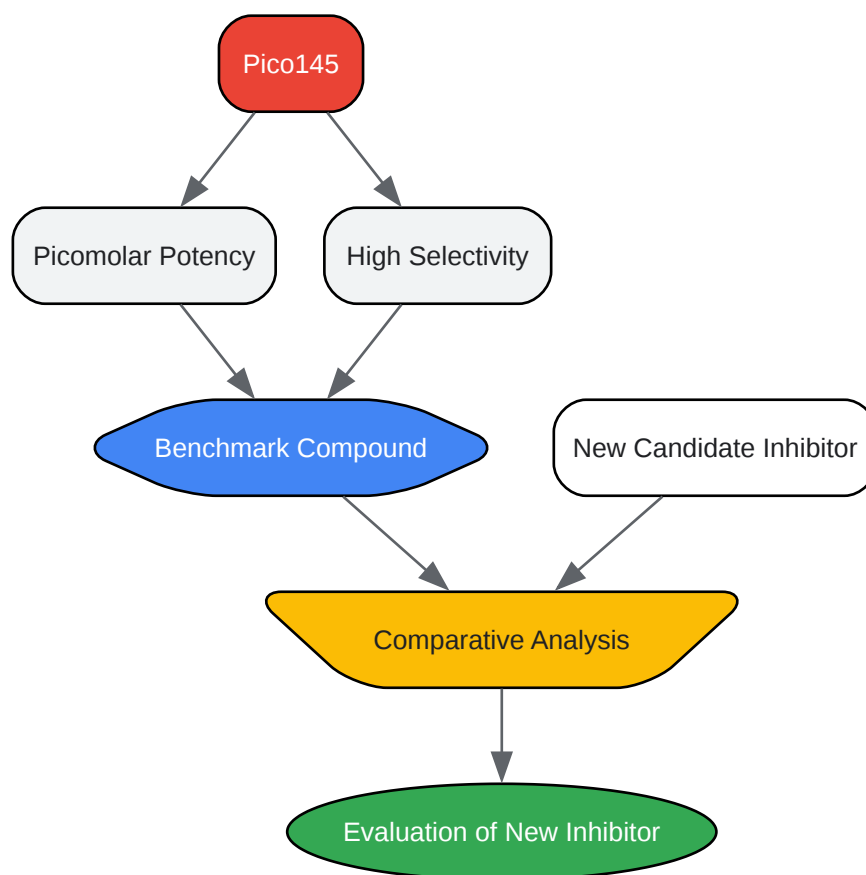 Pico145
Picomolar Potency
High Selectivity
Benchmark Compound
New Candidate Inhibitor
Comparative Analysis
Evaluation of New Inhibitor